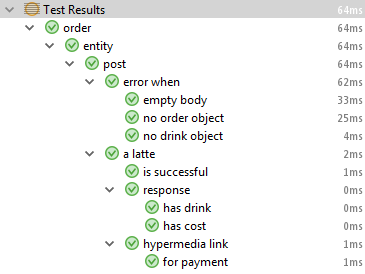 Test Results 64ms
order 64ms
entity 64ms
post 64ms
error when 62ms
empty body 33ms
no order object 25ms
no drink object 4ms
a latte 2ms
is successful 1ms
response 0ms
has drink 0ms
has cost 0ms
hypermedia link 1ms
for payment 1ms